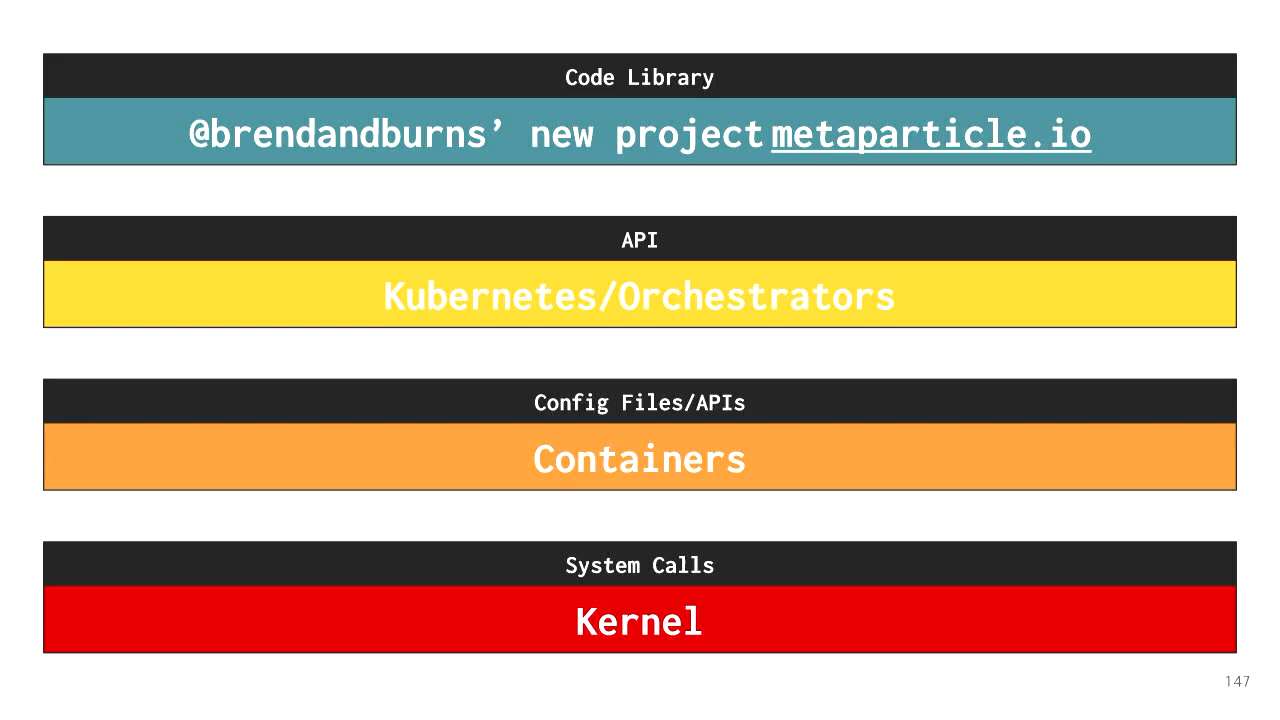 Code Library
@brendandburns’ new project metaparticle.io
API
Kubernetes/Orchestrators
Config Files/APIs
Containers
System Calls
Kernel
147